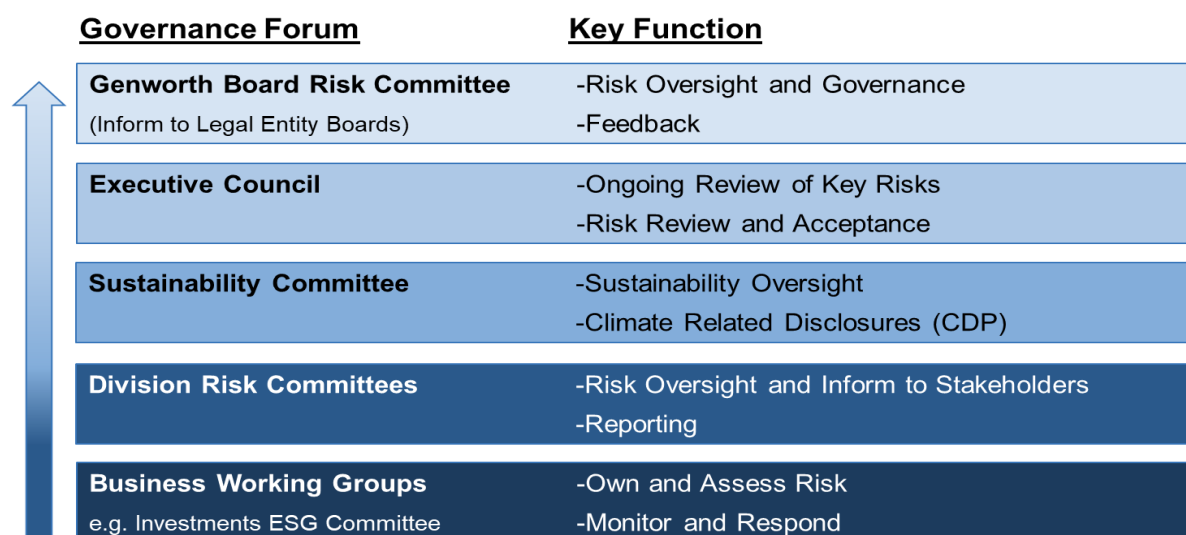 Governance Forum Key Function
Genworth Board Risk Committee -Risk Oversight and Governance
(Inform to Legal Entity Boards) -Feedback
Executive Council -Ongoing Review of Key Risks
-Risk Review and Acceptance
Sustainability Committee -Sustainability Oversight
-Climate Related Disclosures (CDP)
Division Risk Committees -Risk Oversight and Inform to Stakeholders
-Reporting
Business Working Groups -Own and Assess Risk
e.g. Investments ESG Committee -Monitor and Respond